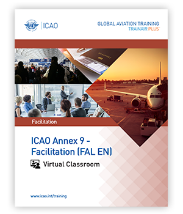 ICAO
GLOBAL AVIATION TRAINING
TRAINAIR PLUS
Facilitation
ICAO Annex 9 -
Facilitation (FAL EN)
Virtual Classroom
www.icao.int/training